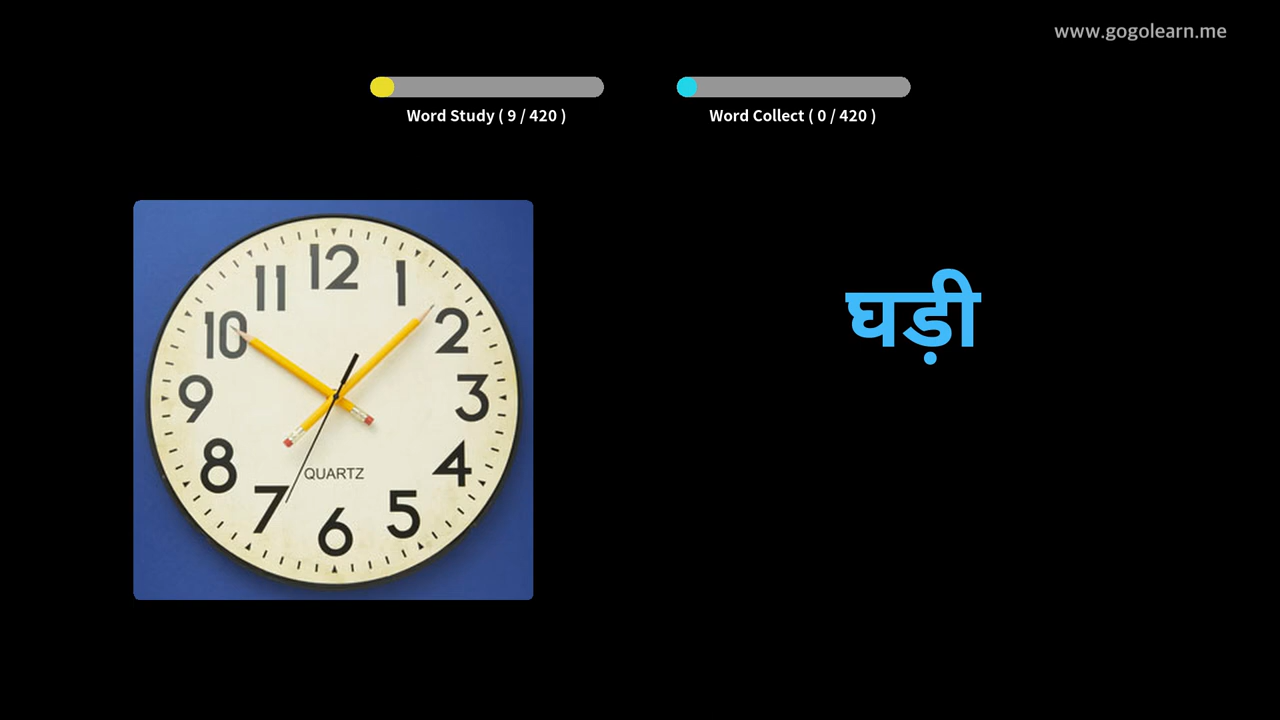 www.gogolearn.me
Word Study ( 9 / 420 )
Word Collect ( 0 / 420 )
12
11
1
10
2
9
3
8
4
QUARTZ
7
5
6
घड़ी